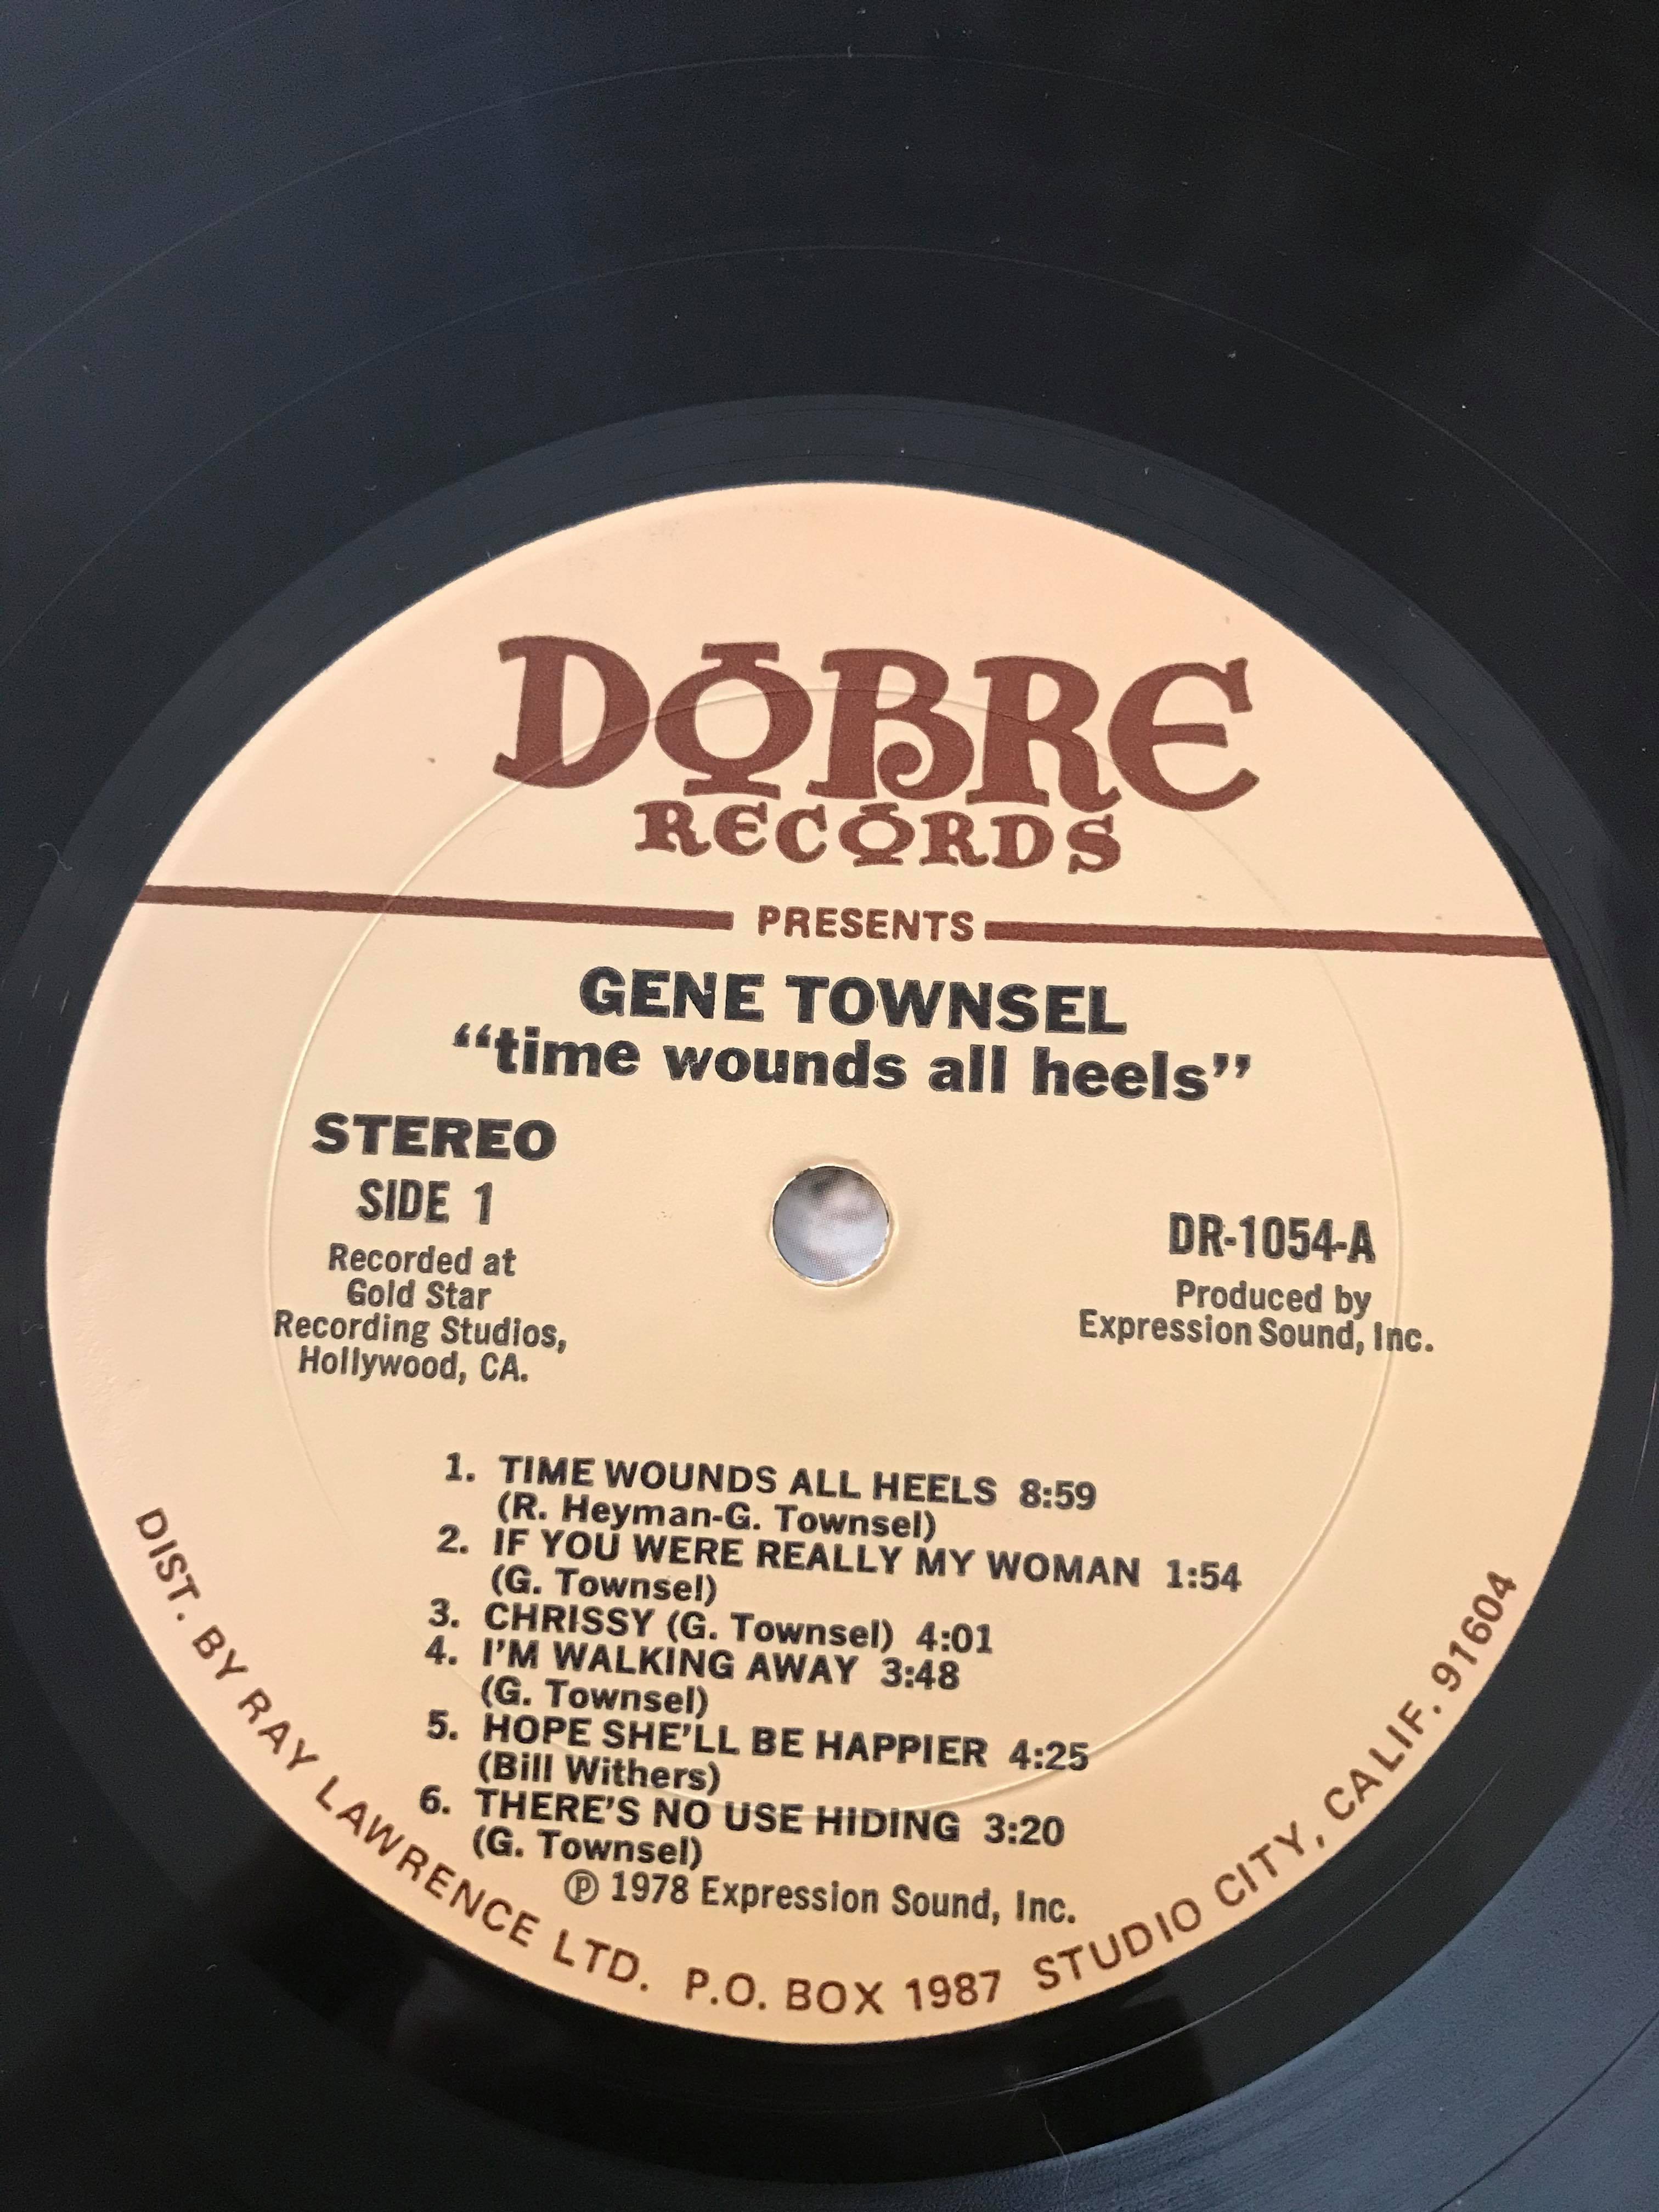 DOBRE
RECORDS
PRESENTS
GENE TOWNSEL
“time wounds all heels”
STEREO
SIDE 1
Recorded at
Gold Star
Recording Studios,
Hollywood, CA.
DR-1054-A
Produced by
Expression Sound, Inc.
1. TIME WOUNDS ALL HEELS 8:59
(R. Heyman-G. Townsel)
2. IF YOU WERE REALLY MY WOMAN 1:54
(G. Townsel)
3. CHRISSY (G. Townsel) 4:01
4. I’M WALKING AWAY 3:48
(G. Townsel)
5. HOPE SHE’LL BE HAPPIER 4:25
(Bill Withers)
6. THERE’S NO USE HIDING 3:20
(G. Townsel)
℗ 1978 Expression Sound, Inc.
DIST. BY RAY LAWRENCE LTD. P.O. BOX 1987 STUDIO CITY, CALIF. 91604